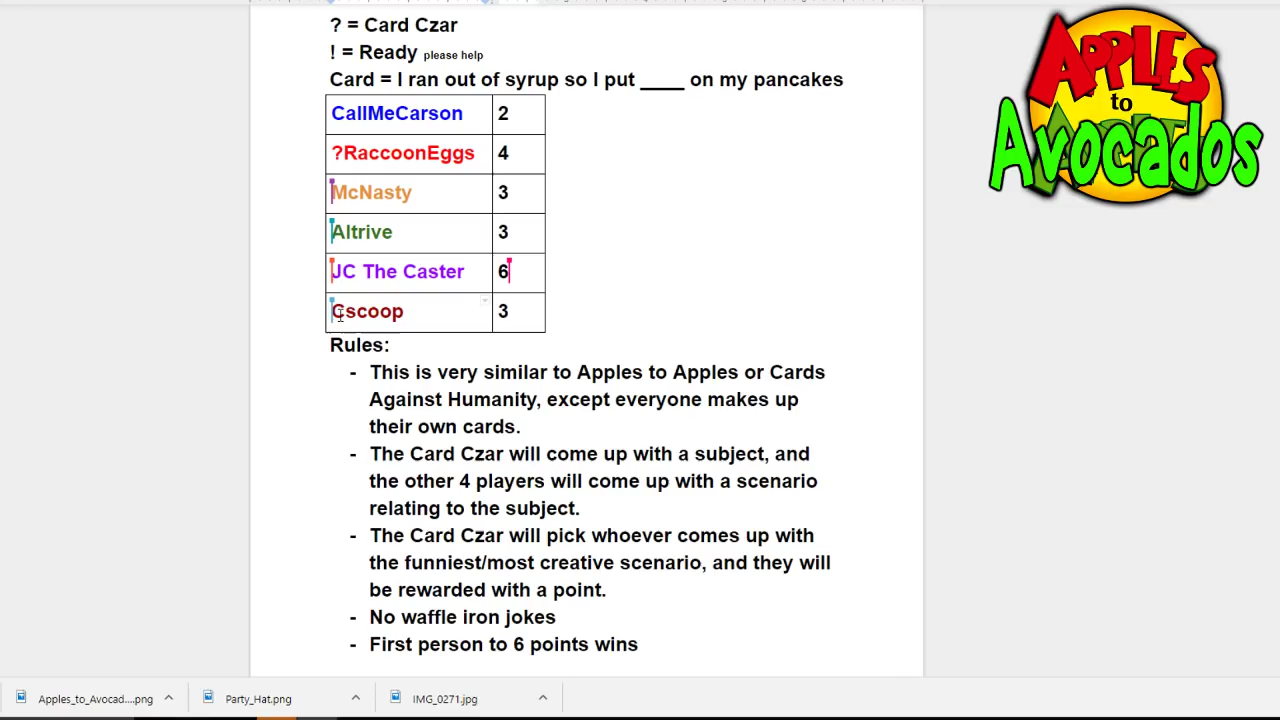 ? = Card Czar
! = Ready please help
Card = I ran out of syrup so I put ____ on my pancakes
CallMeCarson 2
?RaccoonEggs 4
McNasty 3
Altrive 3
JC The Caster 6
Gscoop 3
Rules:
- This is very similar to Apples to Apples or Cards
Against Humanity, except everyone makes up
their own cards.
- The Card Czar will come up with a subject, and
the other 4 players will come up with a scenario
relating to the subject.
- The Card Czar will pick whoever comes up with
the funniest/most creative scenario, and they will
be rewarded with a point.
- No waffle iron jokes
- First person to 6 points wins
APPLES
to
Avocados
Apples_to_Avocad....png
Party_Hat.png
IMG_0271.jpg